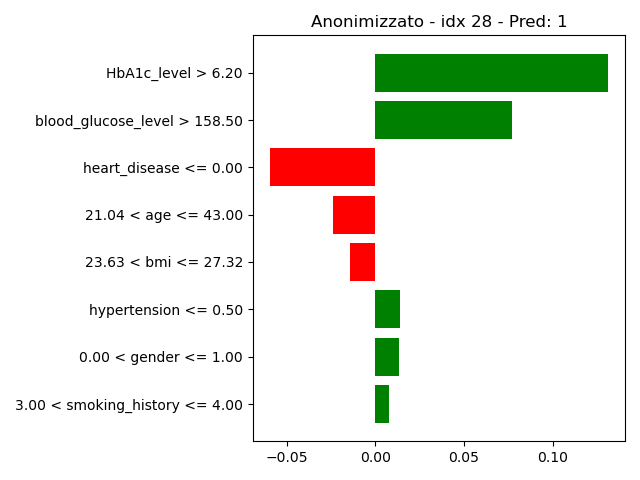 Anonimizzato - idx 28 - Pred: 1
HbA1c_level > 6.20
blood_glucose_level > 158.50
heart_disease <= 0.00
21.04 < age <= 43.00
23.63 < bmi <= 27.32
hypertension <= 0.50
0.00 < gender <= 1.00
3.00 < smoking_history <= 4.00
−0.05 0.00 0.05 0.10